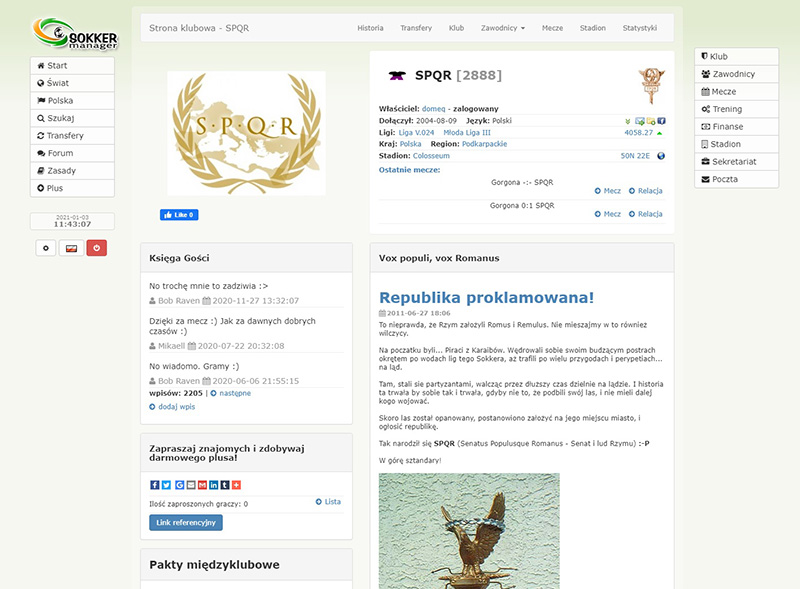 SOKKER
manager
Start
Świat
Polska
Szukaj
Transfery
Forum
Zasady
Plus
2021-01-03
11:43:07
Strona klubowa - SPQR
Historia
Transfery
Klub
Zawodnicy
Mecze
Stadion
Statystyki
S·P·Q·R
Like 0
SPQR [2888]
Właściciel: domeq - zalogowany
Dołączył: 2004-08-09 Język: Polski
Ligi: Liga V.024 Młoda Liga III 4058.27
Kraj: Polska Region: Podkarpackie
Stadion: Colosseum 50N 22E
Ostatnie mecze:
Gorgona -:- SPQR
Mecz Relacja
Gorgona 0:1 SPQR
Mecz Relacja
Klub
Zawodnicy
Mecze
Trening
Finanse
Stadion
Sekretariat
Poczta
Księga Gości
No trochę mnie to zadziwia :>
Bob Raven 2020-11-27 13:32:07
Dzięki za mecz :) Jak za dawnych dobrych
czasów :)
Mikaell 2020-07-22 20:32:08
No wiadomo. Gramy :)
Bob Raven 2020-06-06 21:55:15
wpisów: 2205 | następne
dodaj wpis
Zapraszaj znajomych i zdobywaj
darmowego plusa!
Ilość zaproszonych graczy: 0
Lista
Link referencyjny
Pakty międzyklubowe
Vox populi, vox Romanus
Republika proklamowana!
2011-06-27 18:06
To nieprawda, że Rzym założyli Romus i Remulus. Nie mieszajmy w to również
wilczycy.
Na początku byli... Piraci z Karaibów. Wędrowali sobie swoim budzącym postrach
okrętem po wodach lig tego Sokkera, aż trafili po wielu przygodach i perypetiach...
na ląd.
Tam, stali sie partyzantami, walcząc przez dłuższy czas dzielnie na lądzie. I historia
ta trwała by sobie tak i trwała, gdyby nie to, że podbili swój las, i nie mieli dalej
kogo wojować.
Skoro las został opanowany, postanowiono założyć na jego miejscu miasto, i
ogłosić republikę.
Tak narodził się SPQR (Senatus Populusque Romanus - Senat i lud Rzymu) :-P
W górę sztandary!